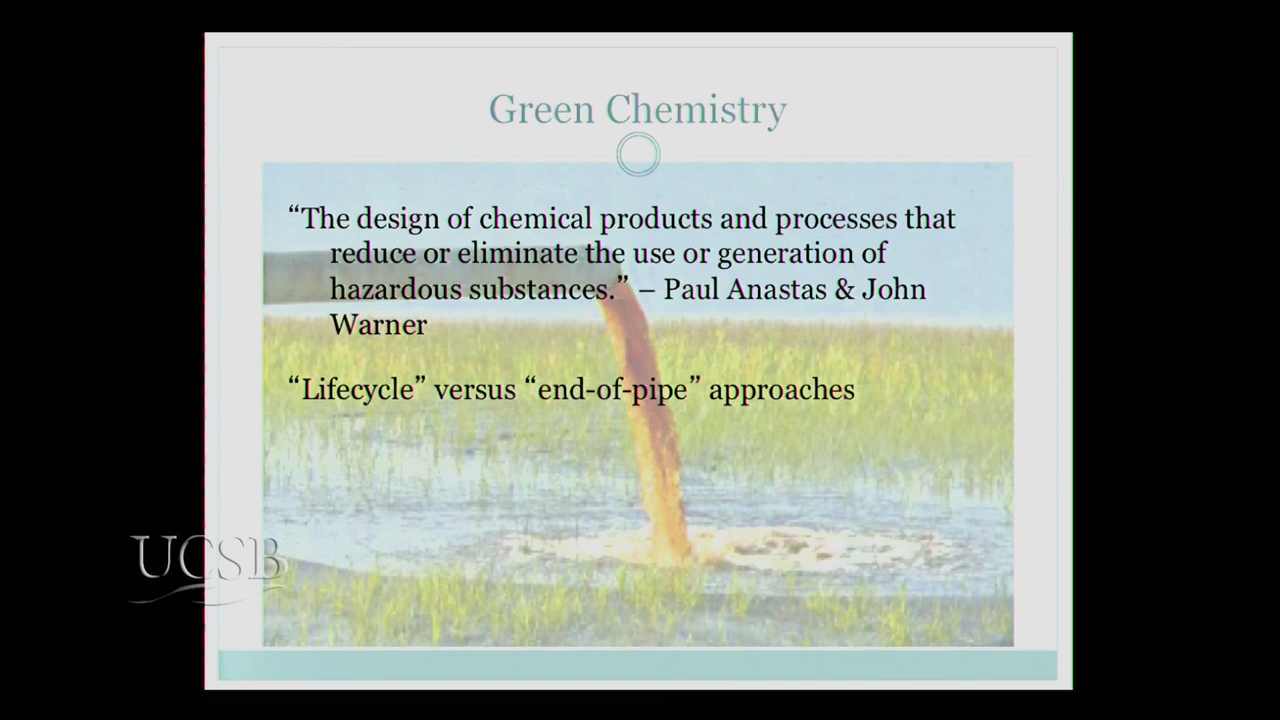 Green Chemistry
“The design of chemical products and processes that
reduce or eliminate the use or generation of
hazardous substances.” – Paul Anastas & John
Warner
“Lifecycle” versus “end-of-pipe” approaches
UCSB